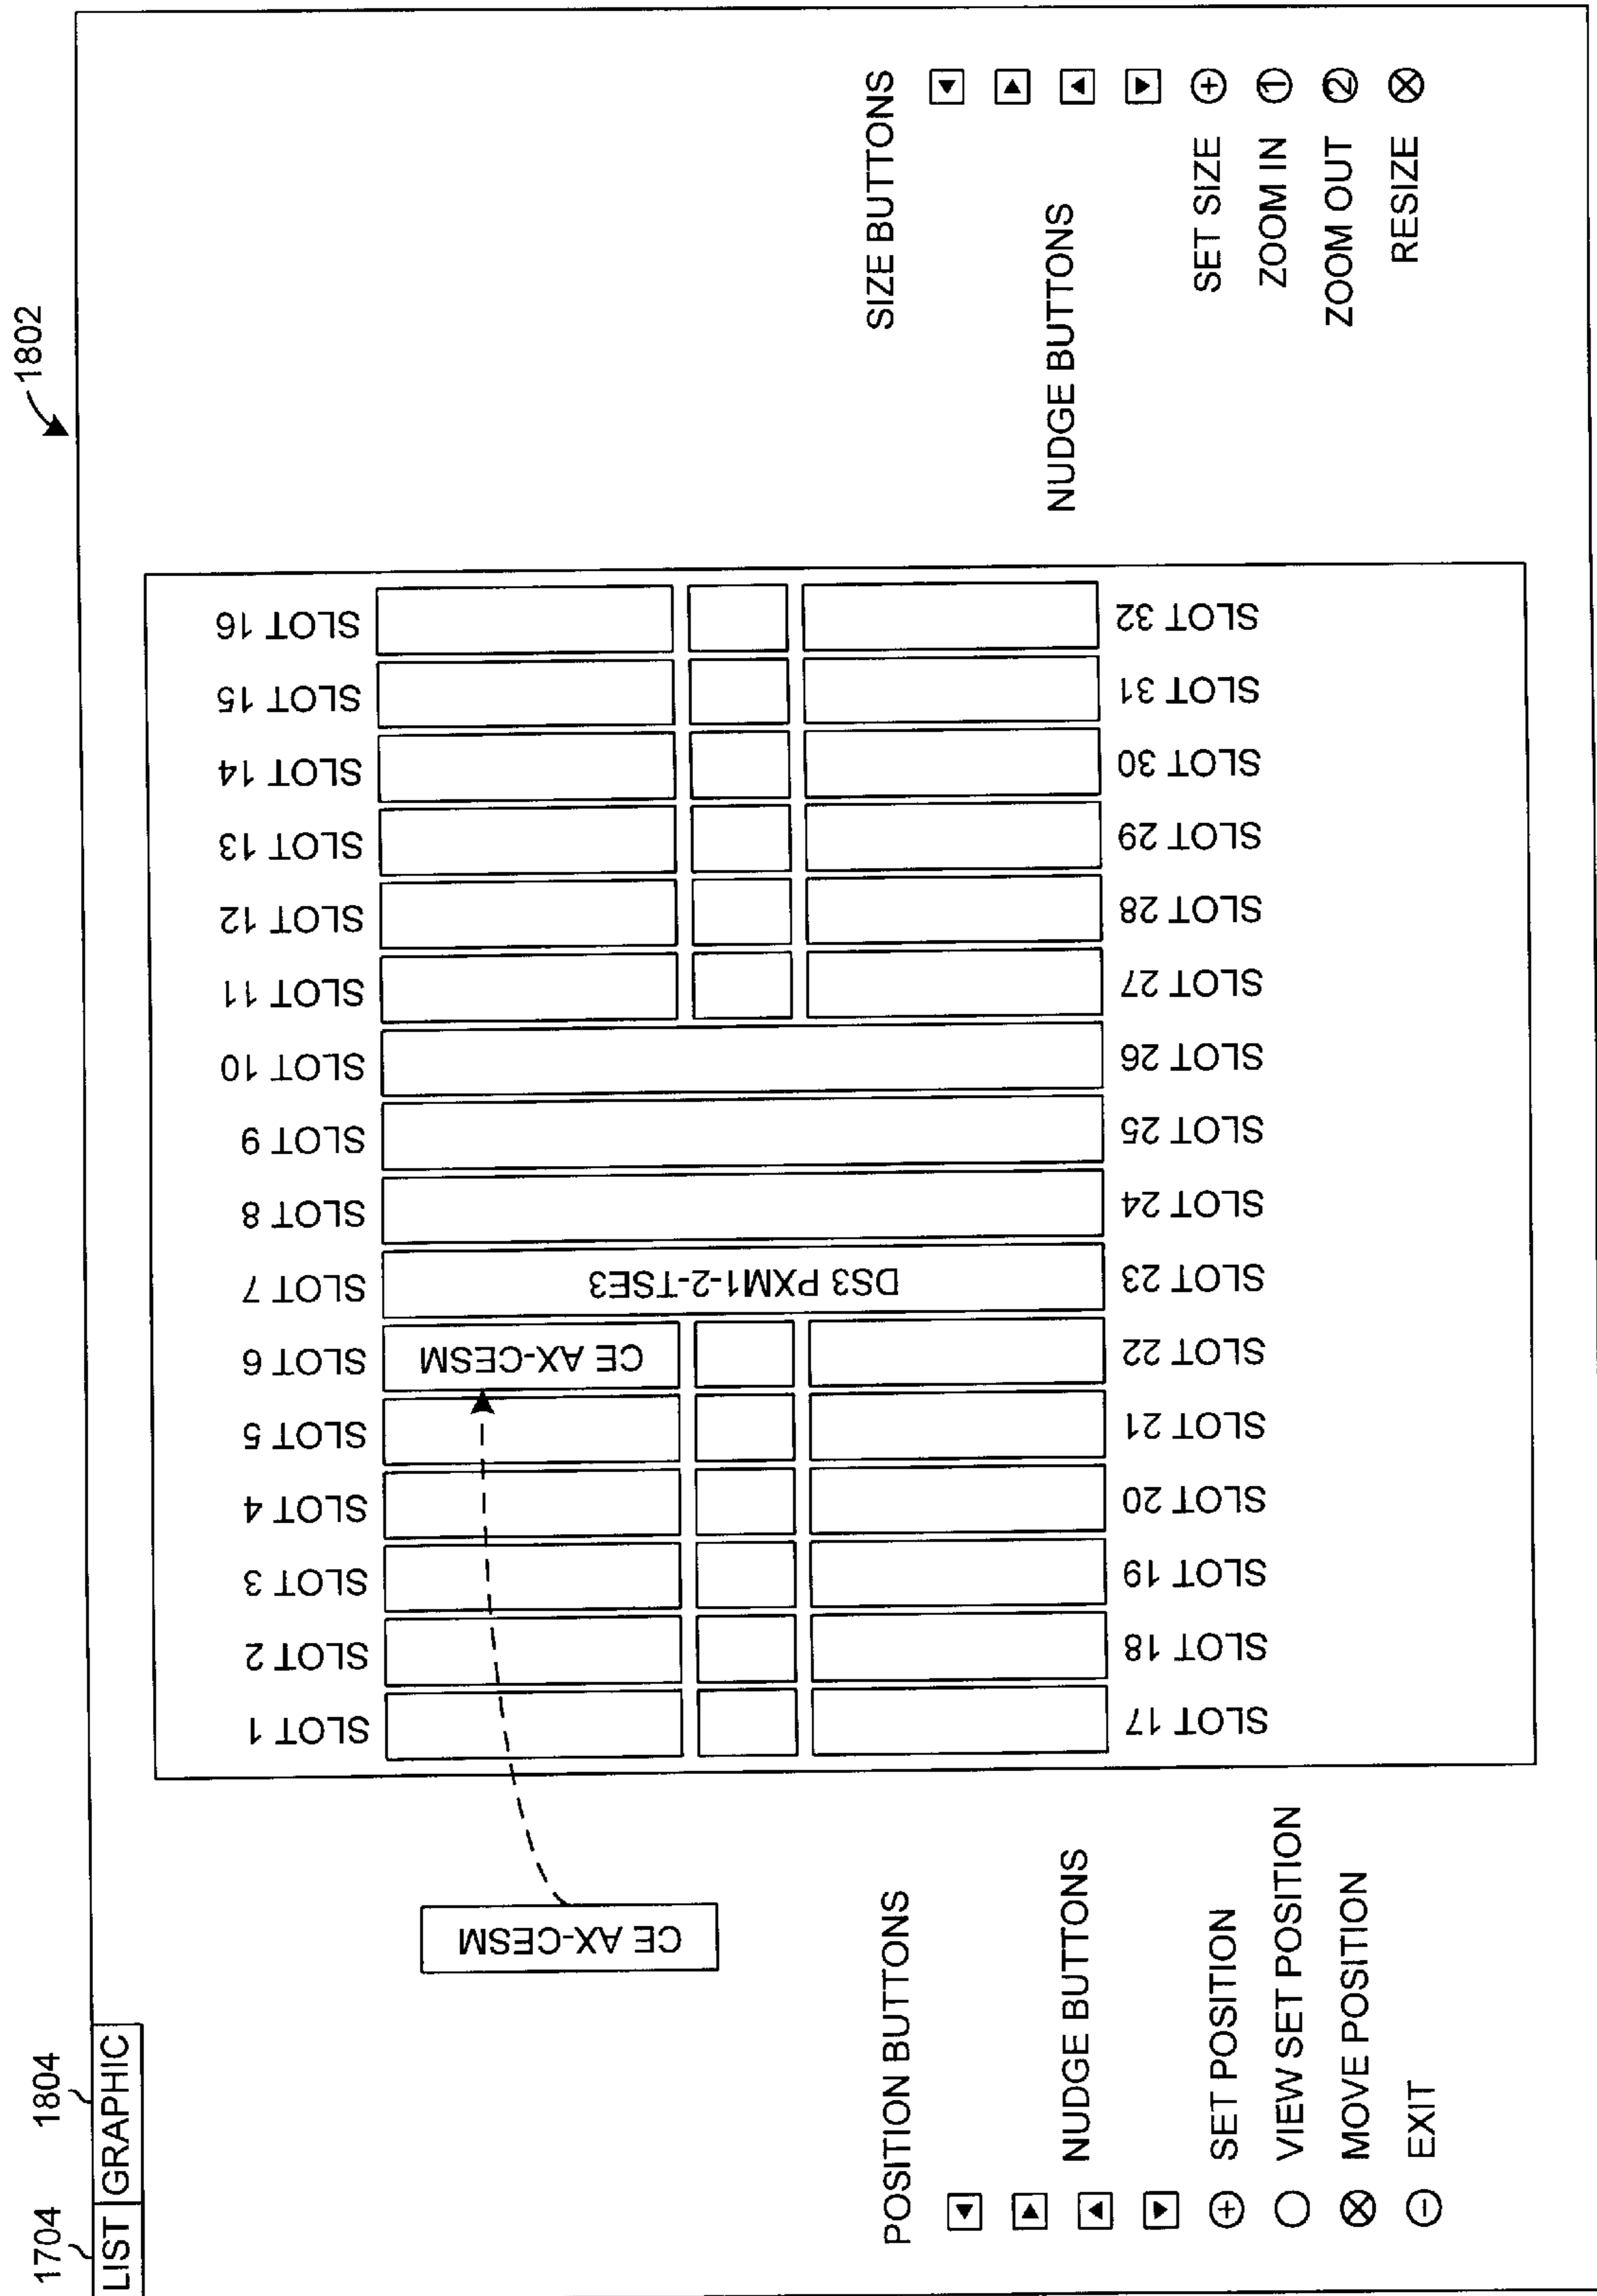 1704
1804
1802
LIST
GRAPHIC
SLOT 1
SLOT 2
SLOT 3
SLOT 4
SLOT 5
SLOT 6
SLOT 7
SLOT 8
SLOT 9
SLOT 10
SLOT 11
SLOT 12
SLOT 13
SLOT 14
SLOT 15
SLOT 16
CE AX-CESM
CE AX-CESM
DS3 PXM1-2-TSE3
SLOT 17
SLOT 18
SLOT 19
SLOT 20
SLOT 21
SLOT 22
SLOT 23
SLOT 24
SLOT 25
SLOT 26
SLOT 27
SLOT 28
SLOT 29
SLOT 30
SLOT 31
SLOT 32
POSITION BUTTONS
NUDGE BUTTONS
+ SET POSITION
VIEW SET POSITION
MOVE POSITION
- EXIT
SIZE BUTTONS
NUDGE BUTTONS
SET SIZE +
ZOOM IN 1
ZOOM OUT 2
RESIZE